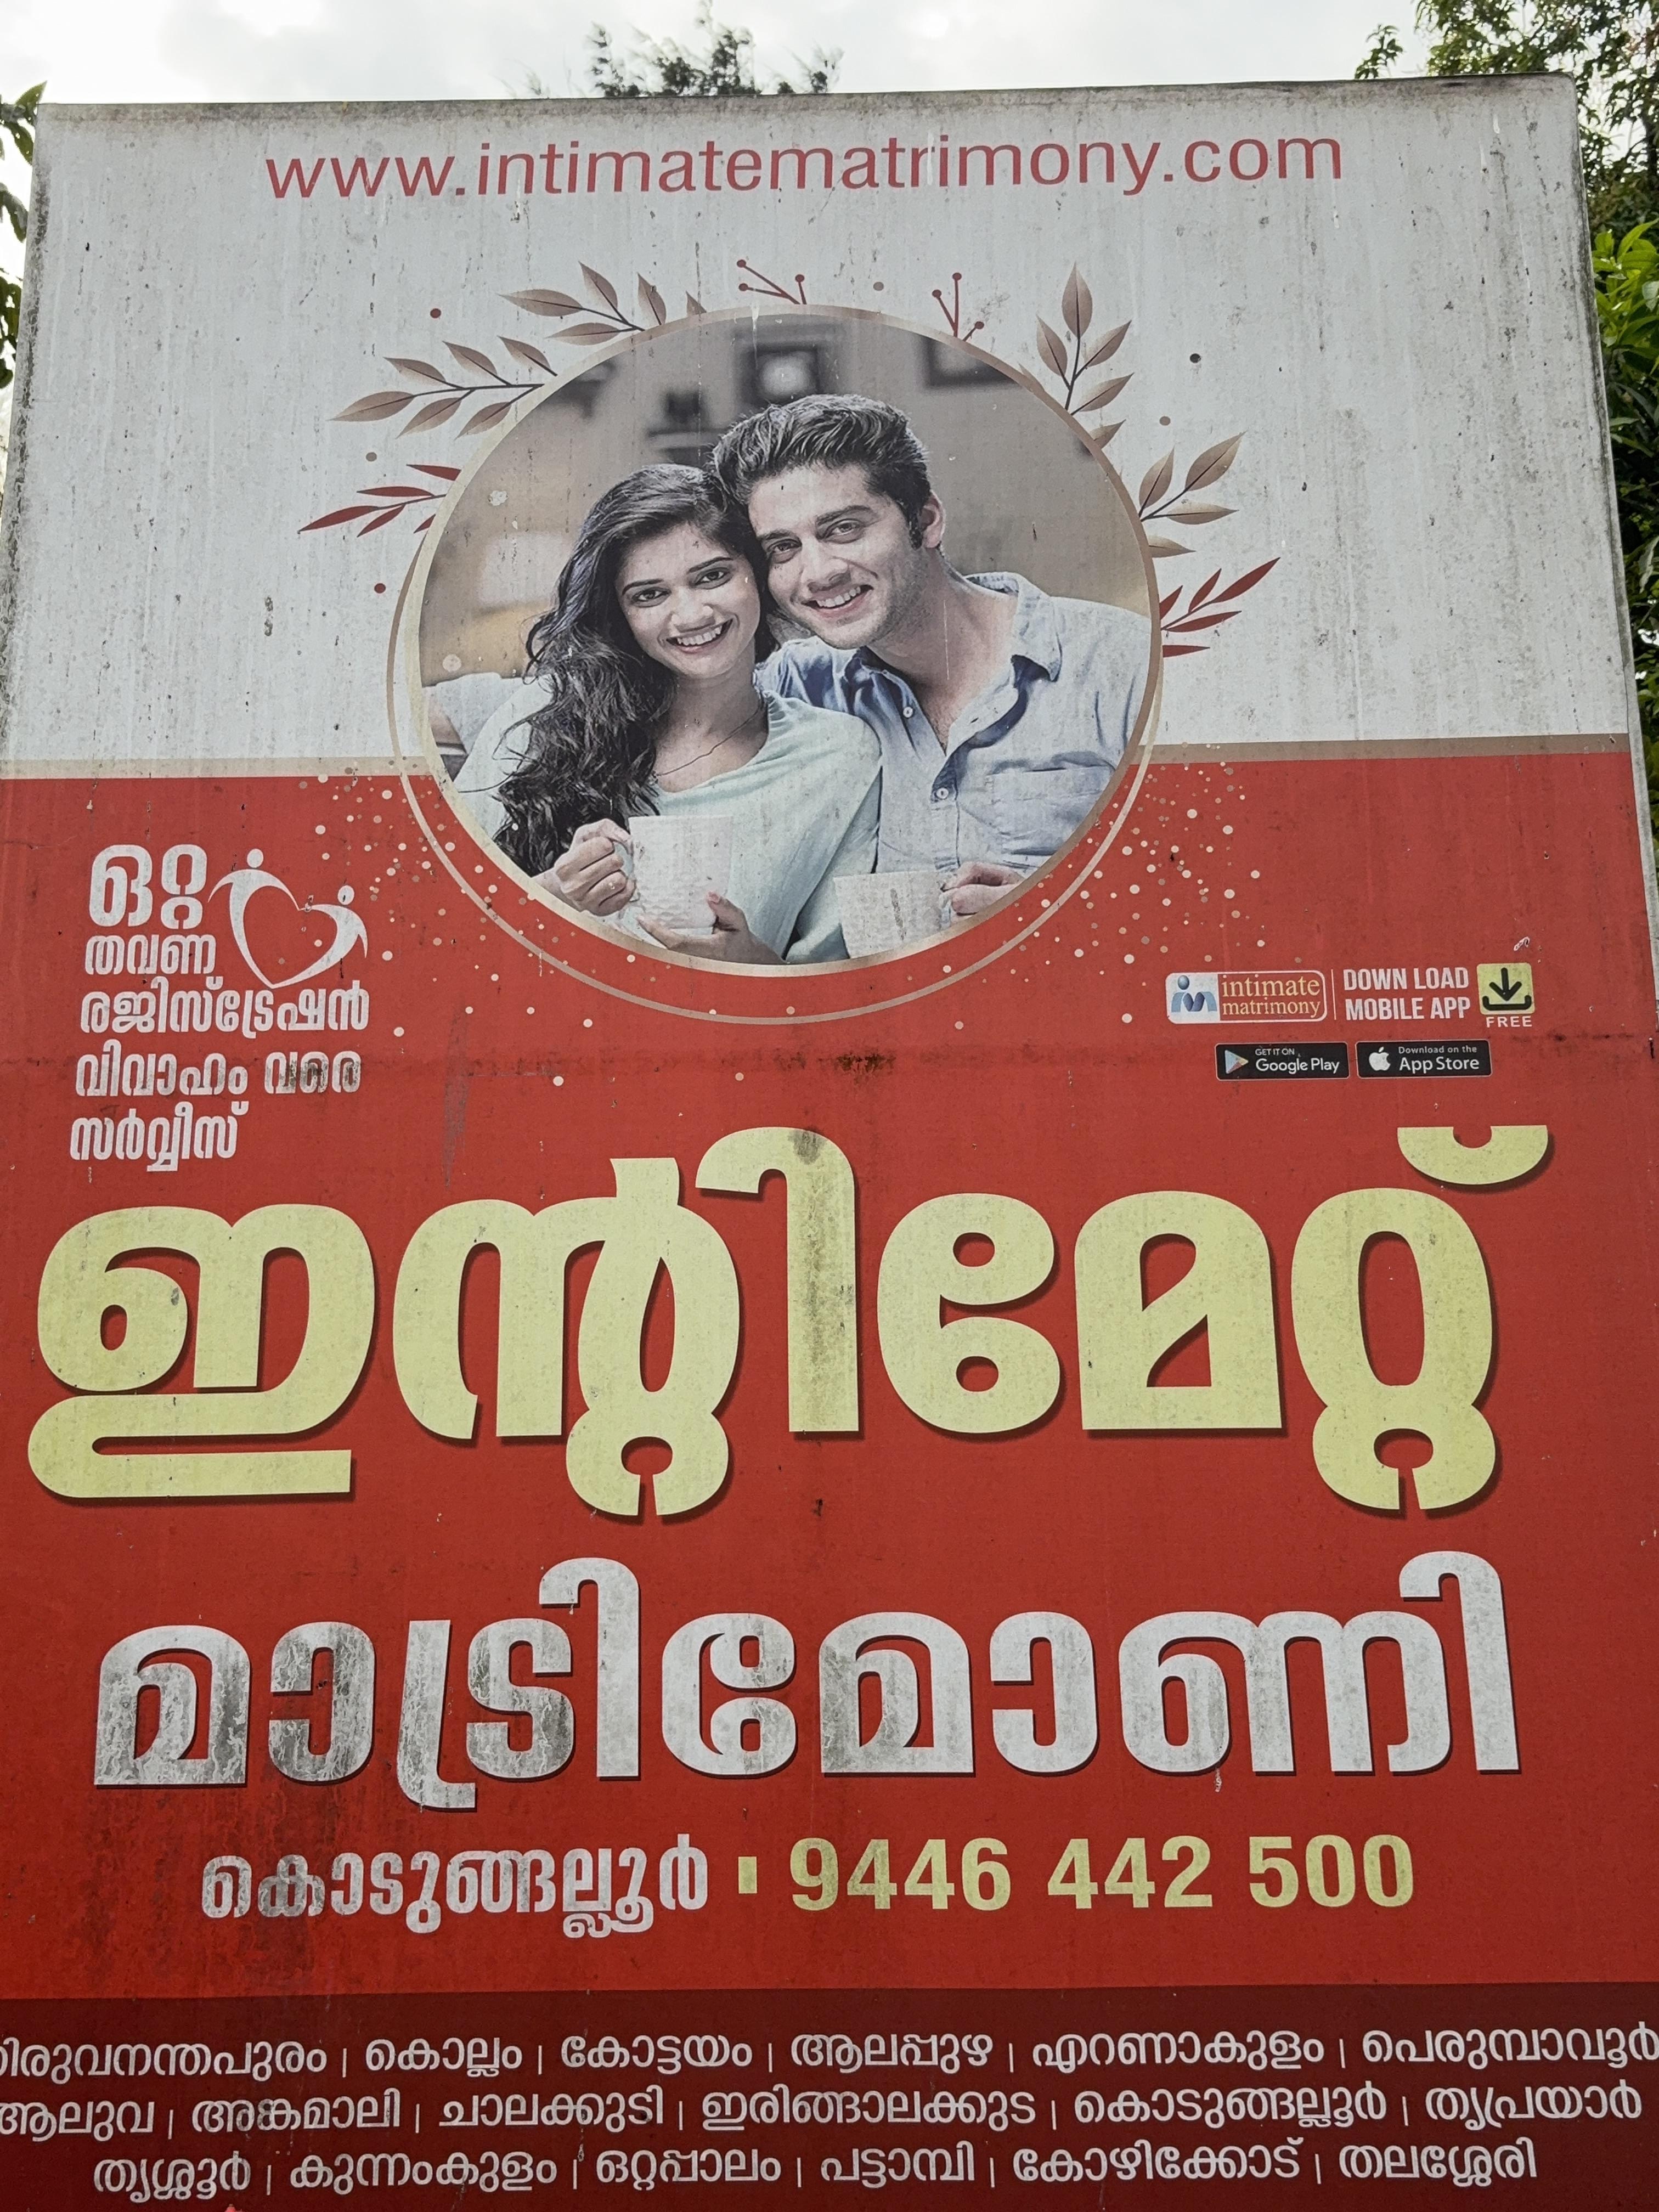 www.intimatematrimony.com
ഒറ്റ
തവണ
രജിസ്ട്രേഷൻ
വിവാഹം വരെ
സർവ്വീസ്
intimate
matrimony
DOWN LOAD
MOBILE APP
FREE
GET IT ON
Google Play
Download on the
App Store
ഇന്റിമേറ്റ്
മാട്രിമോണി
കൊടുങ്ങല്ലൂർ 9446 442 500
തിരുവനന്തപുരം | കൊല്ലം | കോട്ടയം | ആലപ്പുഴ | എറണാകുളം | പെരുമ്പാവൂർ
ആലുവ | അങ്കമാലി | ചാലക്കുടി | ഇരിങ്ങാലക്കുട | കൊടുങ്ങല്ലൂർ | തൃപ്രയാർ
തൃശ്ശൂർ | കുന്നംകുളം | ഒറ്റപ്പാലം | പട്ടാമ്പി | കോഴിക്കോട് | തലശ്ശേരി